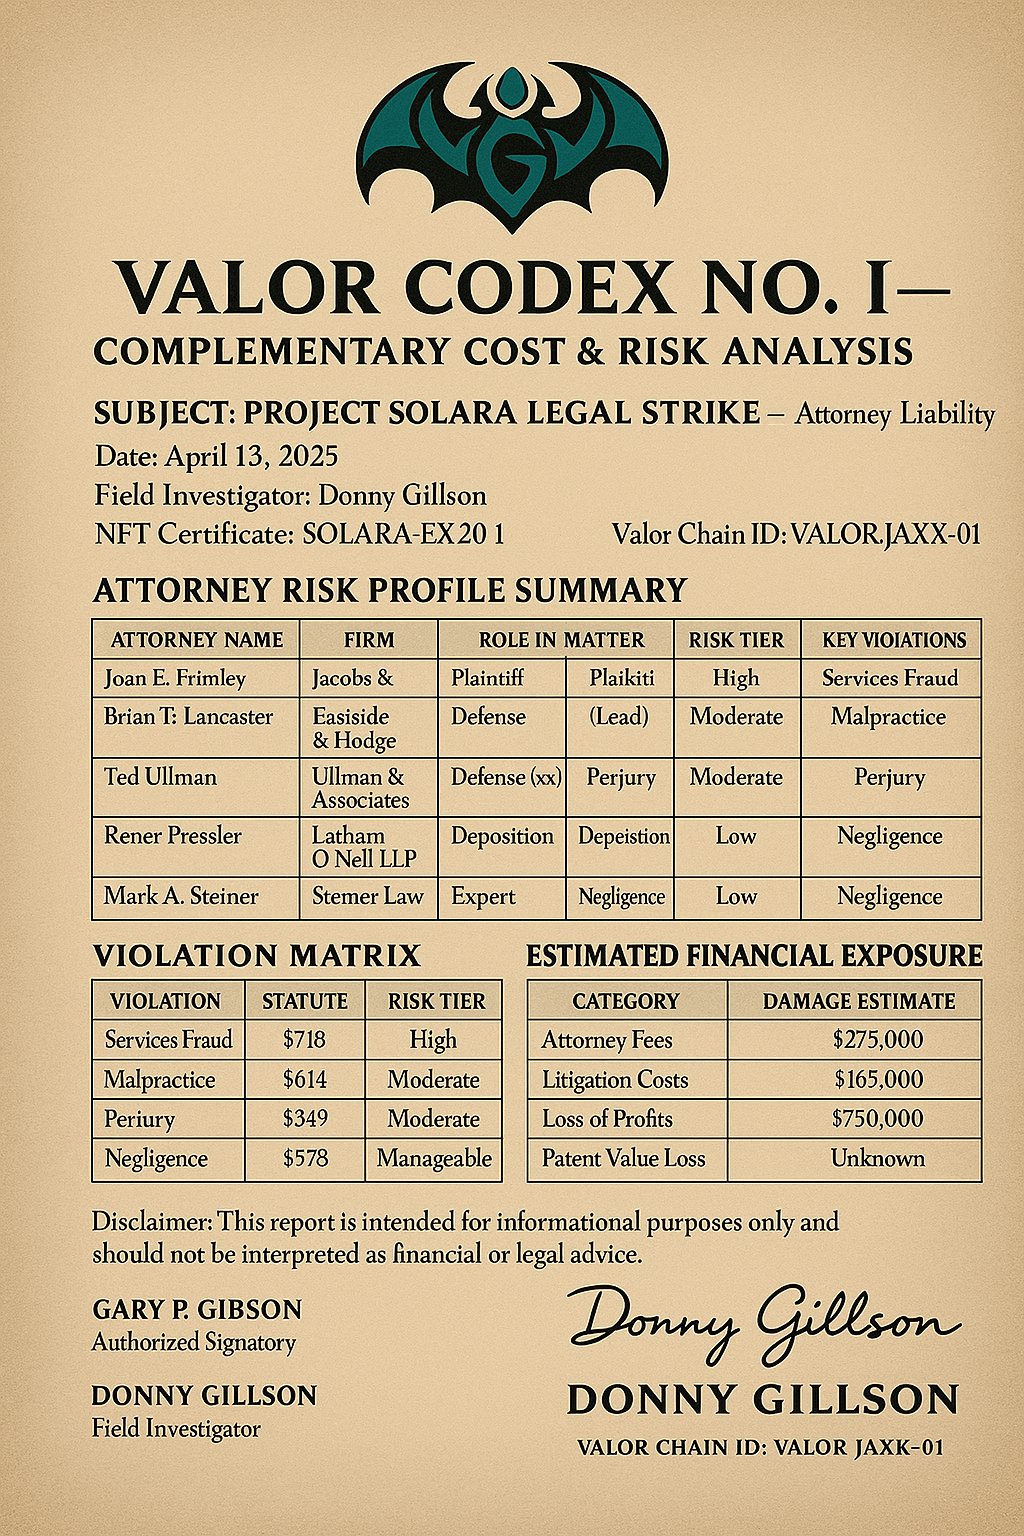 G
VALOR CODEX NO. I—
COMPLEMENTARY COST & RISK ANALYSIS
SUBJECT: PROJECT SOLARA LEGAL STRIKE – Attorney Liability
Date: April 13, 2025
Field Investigator: Donny Gillson
NFT Certificate: SOLARA-EX20 1 Valor Chain ID: VALOR.JAXX-01
ATTORNEY RISK PROFILE SUMMARY
ATTORNEY NAME FIRM ROLE IN MATTER RISK TIER KEY VIOIATIONS
Joan E. Frimley Jacobs & Plaintiff Plaikiti High Services Fraud
Brian T: Lancaster Easiside Defense (Lead) Moderate Malpractice
& Hodge
Ted Ullman Ullman & Defense (xx) Perjury Moderate Perjury
Associates
Rener Pressler Latham Deposition Depeistion Low Negligence
O Nell LLP
Mark A. Steiner Stemer Law Expert Negligence Low Negligence
VIOLATION MATRIX ESTIMATED FINANCIAL EXPOSURE
VIOLATION STATUTE RISK TIER CATEGORY DAMAGE ESTIMATE
Services Fraud $718 High Attorney Fees $275,000
Malpractice $614 Moderate Litigation Costs $165,000
Periury $349 Moderate Loss of Profits $750,000
Negligence $578 Manageable Patent Value Loss Unknown
Disclaimer: This report is intended for informational purposes only and
should not be interpreted as financial or legal advice.
GARY P. GIBSON
Authorized Signatory
Donny Gillson
DONNY GILLSON
Field Investigator
DONNY GILLSON
VALOR CHAIN ID: VALOR JAXK-01